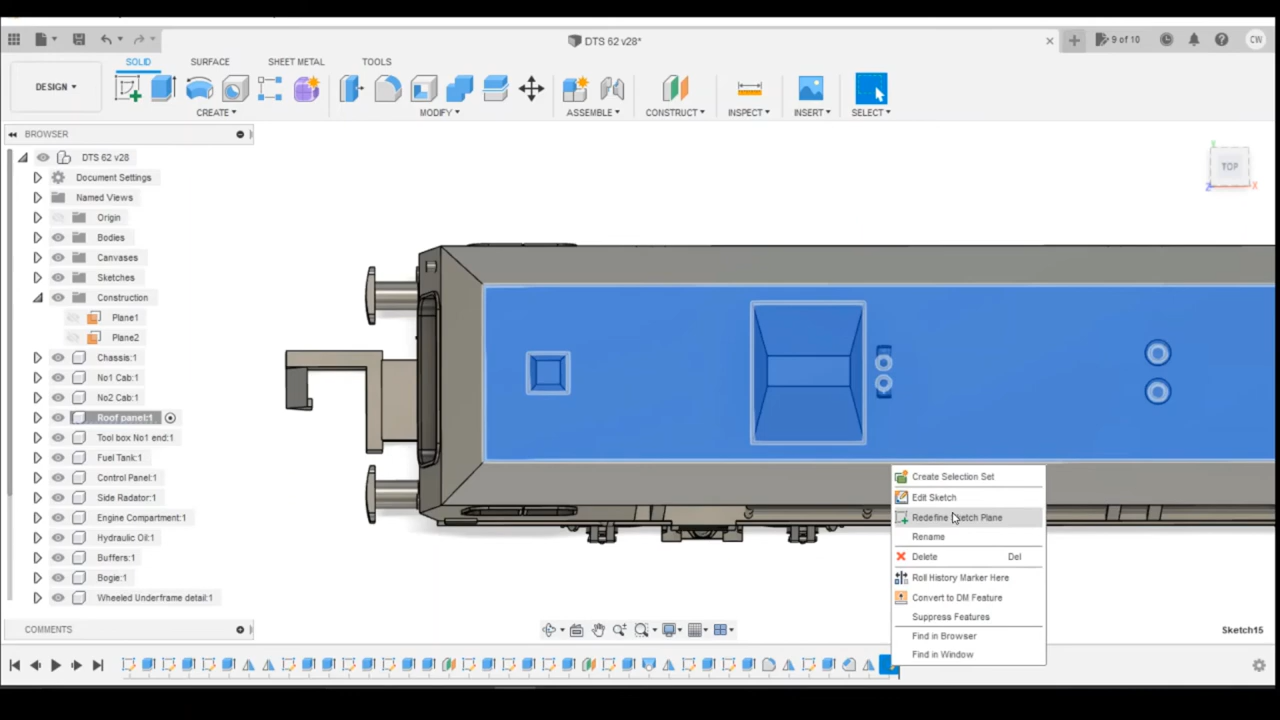 DTS 62 v28*
9 of 10
CW
SOLID
SURFACE
SHEET METAL
TOOLS
DESIGN
CREATE
MODIFY
ASSEMBLE
CONSTRUCT
INSPECT
INSERT
SELECT
BROWSER
DTS 62 v28
Document Settings
Named Views
Origin
Bodies
Canvases
Sketches
Construction
Plane1
Plane2
Chassis:1
No1 Cab:1
No2 Cab:1
Roof panel:1
Tool box No1 end:1
Fuel Tank:1
Control Panel:1
Side Radator:1
Engine Compartment:1
Hydraulic Oil:1
Buffers:1
Bogie:1
Wheeled Underframe detail:1
COMMENTS
TOP
Y
Z
X
Create Selection Set
Edit Sketch
Redefine Sketch Plane
Rename
Delete Del
Roll History Marker Here
Convert to DM Feature
Suppress Features
Find in Browser
Find in Window
Sketch15